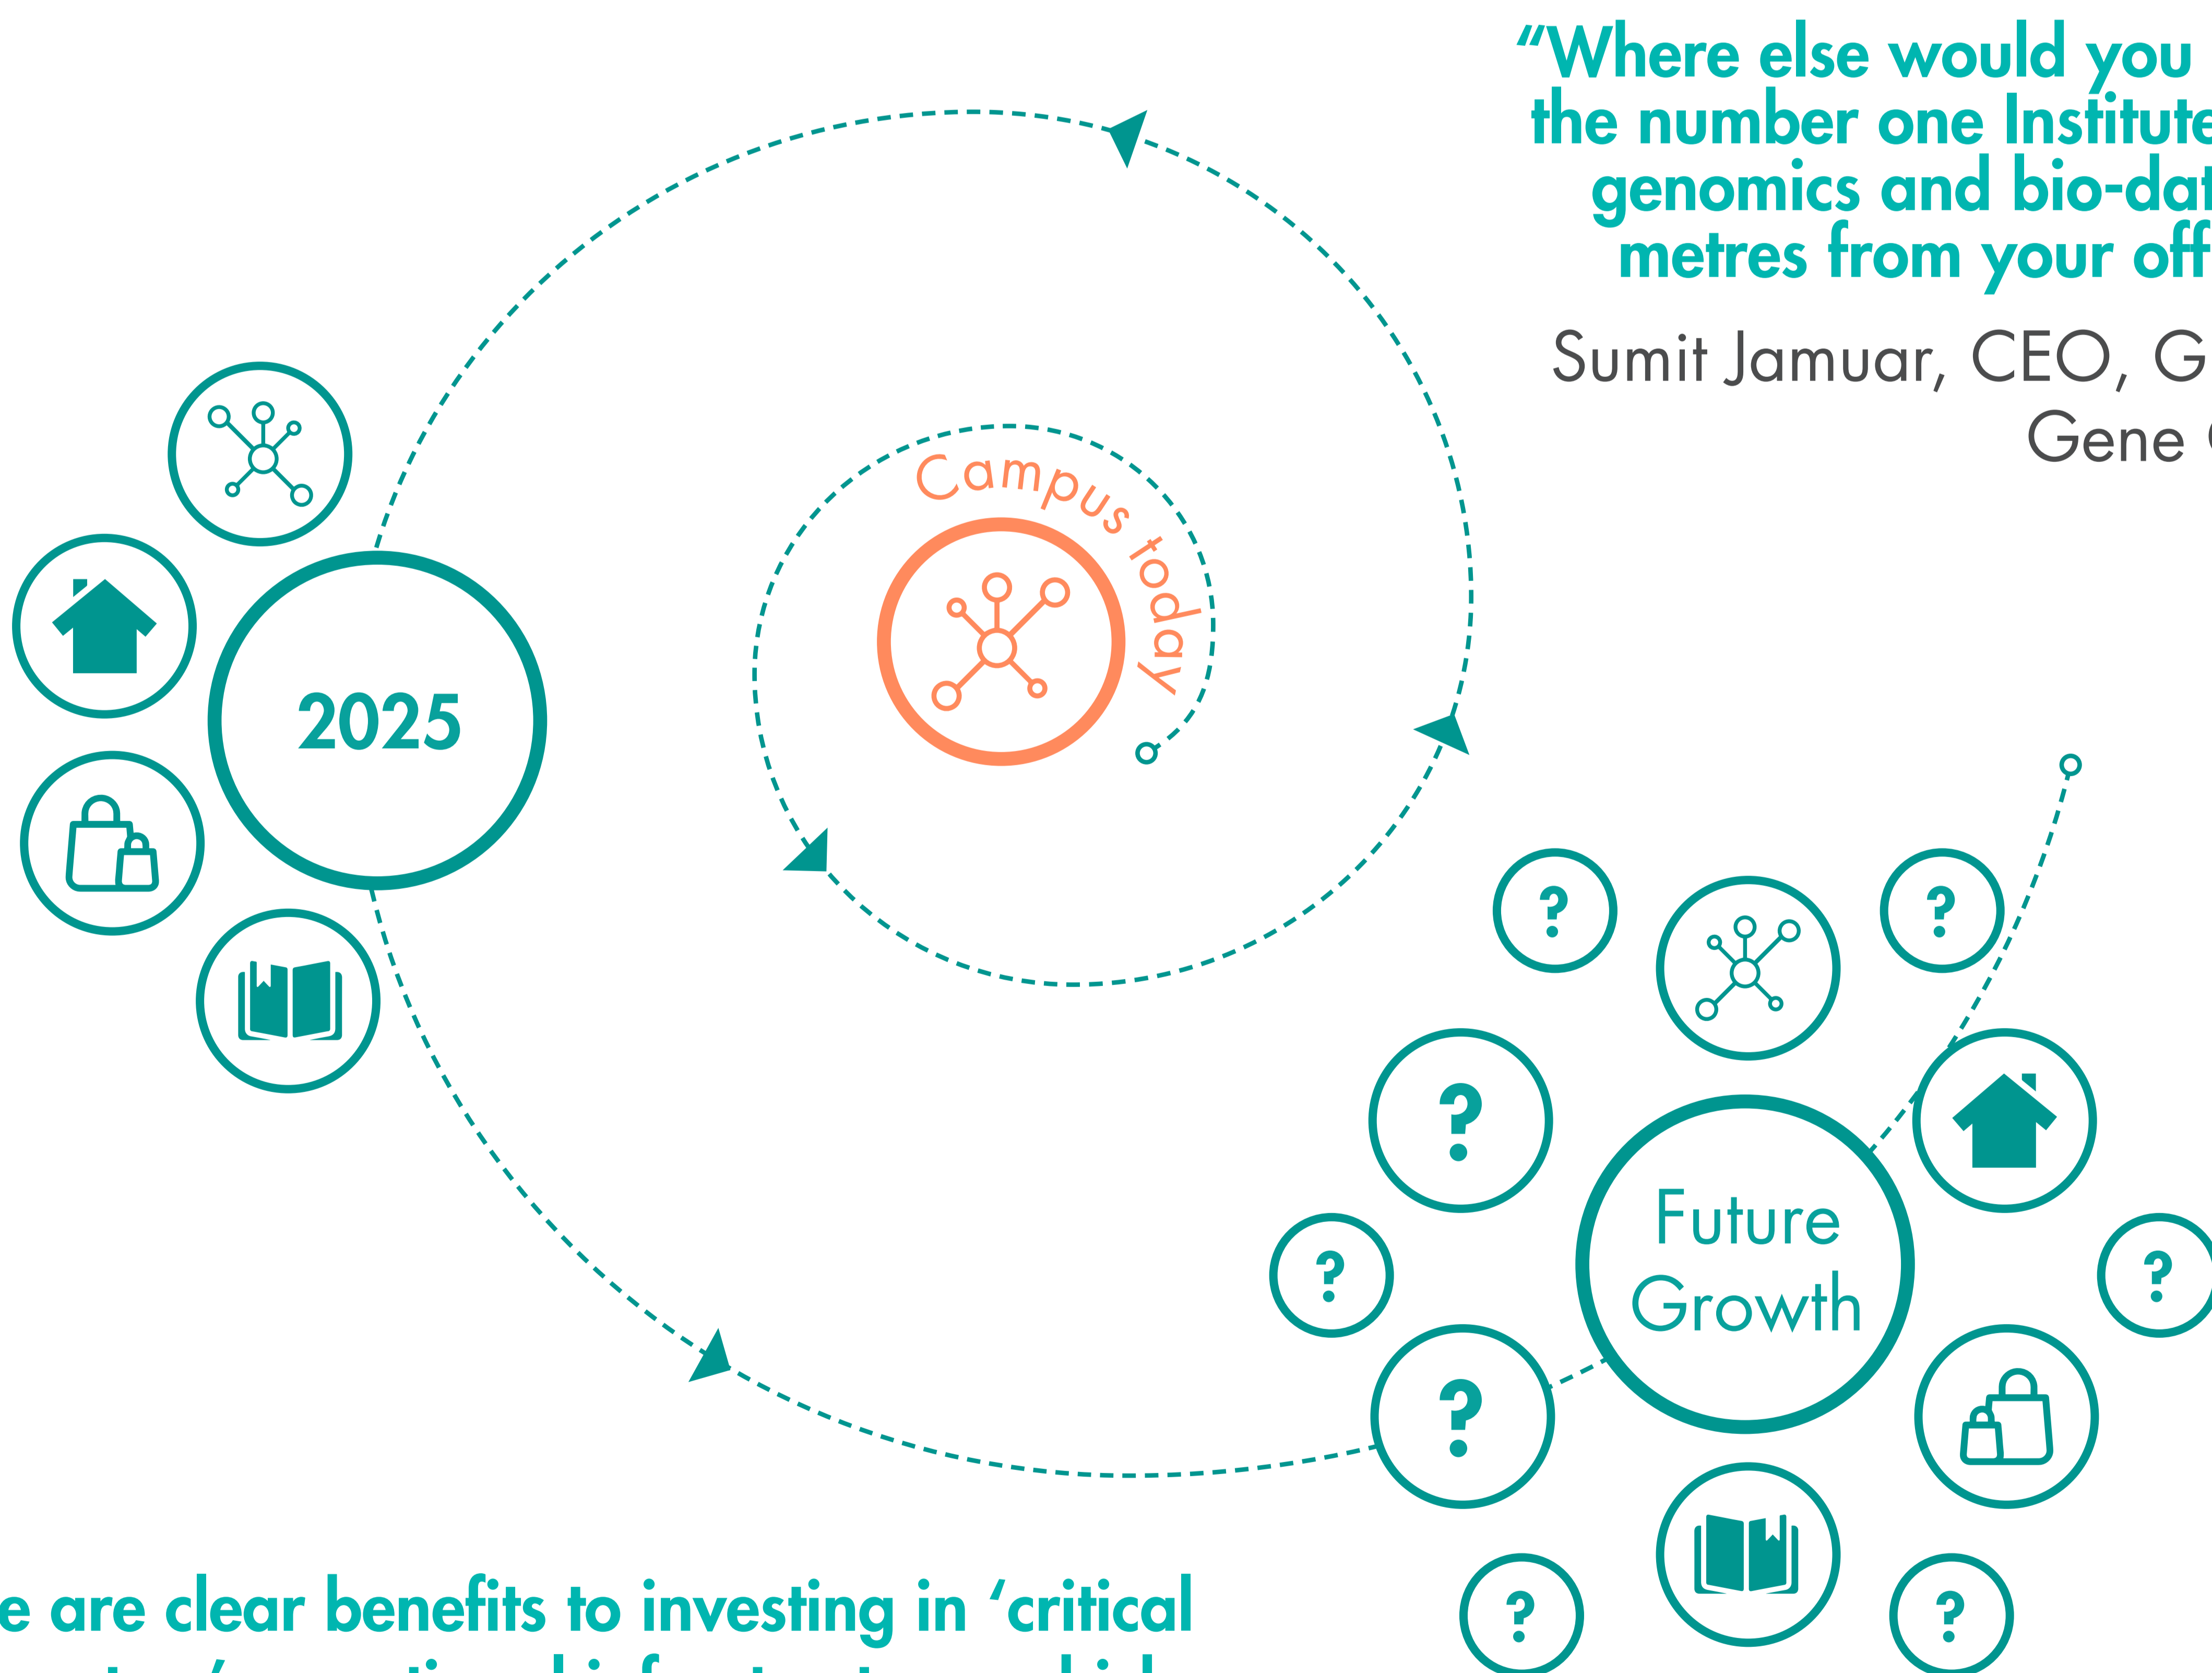 “Where else would you
the number one Institute
genomics and bio-dat
metres from your off
Sumit Jamuar, CEO, G
Gene
Campus today
2025
?
?
?
Future
Growth
?
?
?
?
?
e are clear benefits to investing in ‘critical